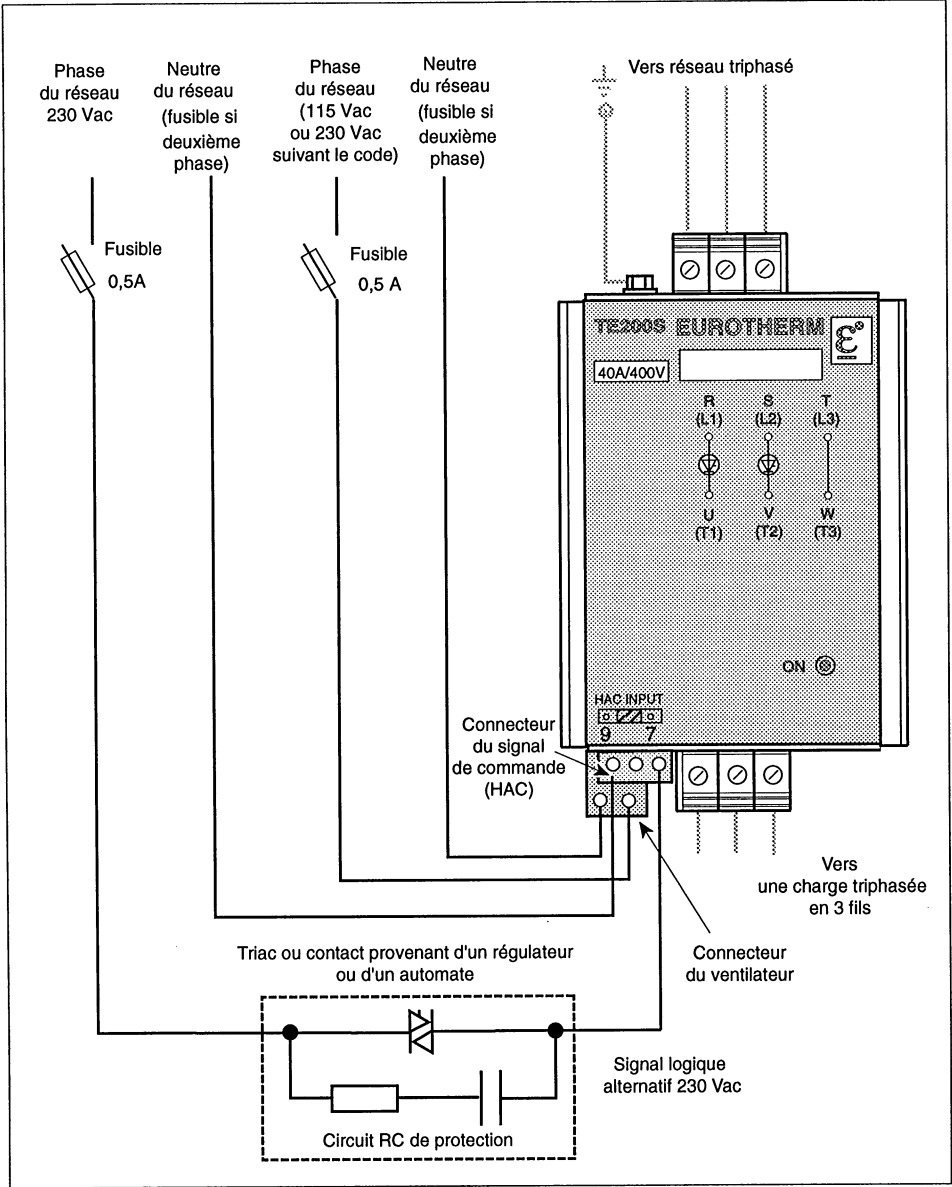 Phase
du réseau
230 Vac
Neutre
du réseau
(fusible si
deuxième
phase)
Phase
du réseau
(115 Vac
ou 230 Vac
suivant le code)
Neutre
du réseau
(fusible si
deuxième
phase)
Vers réseau triphasé
Fusible
0,5A
Fusible
0,5 A
TE200S EUROTHERM
40A/400V
R S T
(L1) (L2) (L3)
U V W
(T1) (T2) (T3)
ON
HAC INPUT
9 7
Connecteur
du signal
de commande
(HAC)
Vers
une charge triphasée
en 3 fils
Connecteur
du ventilateur
Triac ou contact provenant d'un régulateur
ou d'un automate
Signal logique
alternatif 230 Vac
Circuit RC de protection